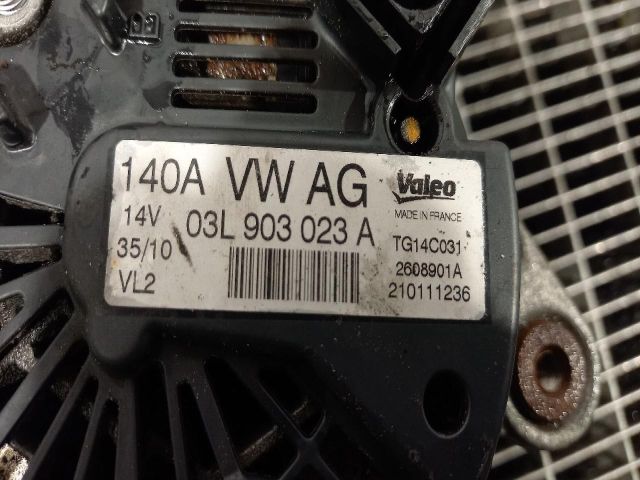 140A VW AG
14V 03L 903 023 A
35/10
VL2
Valeo
MADE IN FRANCE
TG14C031
2608901A
210111236